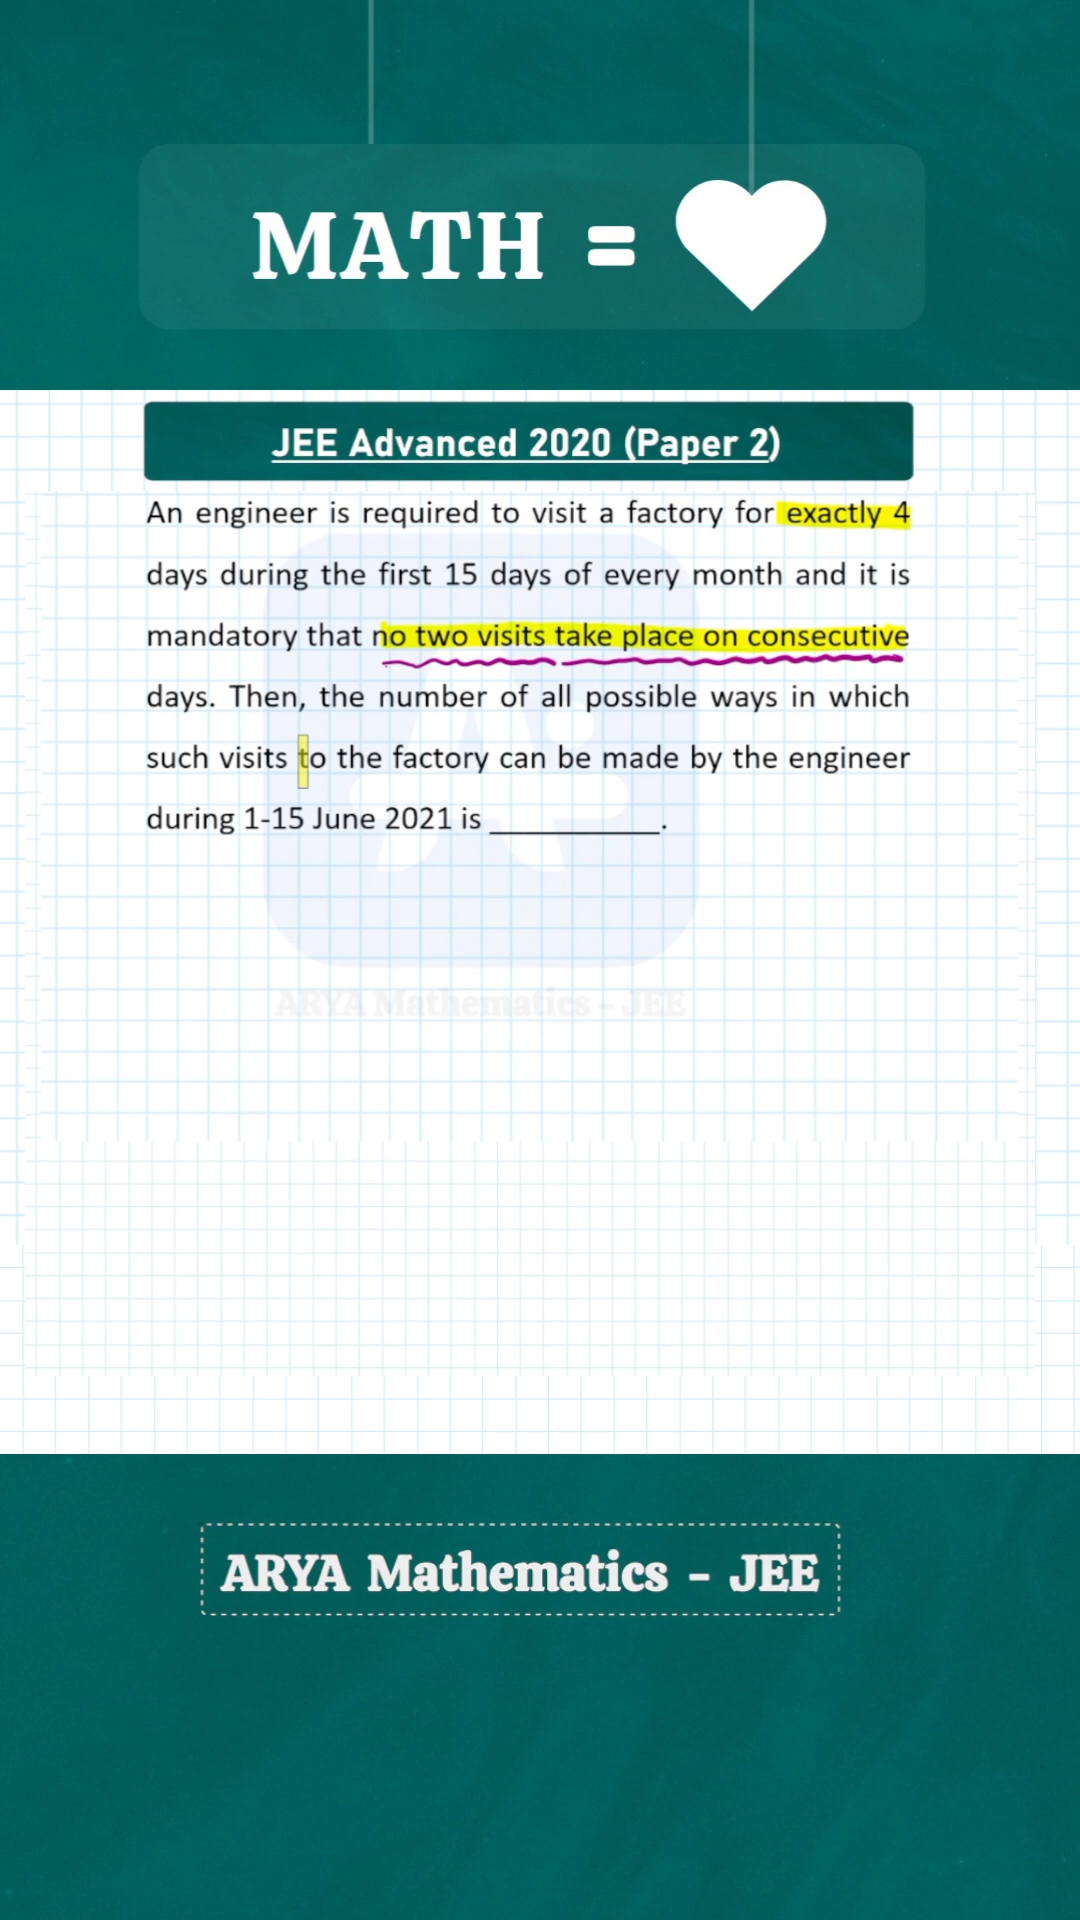 MATH =
JEE Advanced 2020 (Paper 2)
An engineer is required to visit a factory for exactly 4
days during the first 15 days of every month and it is
mandatory that no two visits take place on consecutive
days. Then, the number of all possible ways in which
such visits to the factory can be made by the engineer
during 1-15 June 2021 is __________.
ARYA Mathematics - JEE
ARYA Mathematics - JEE